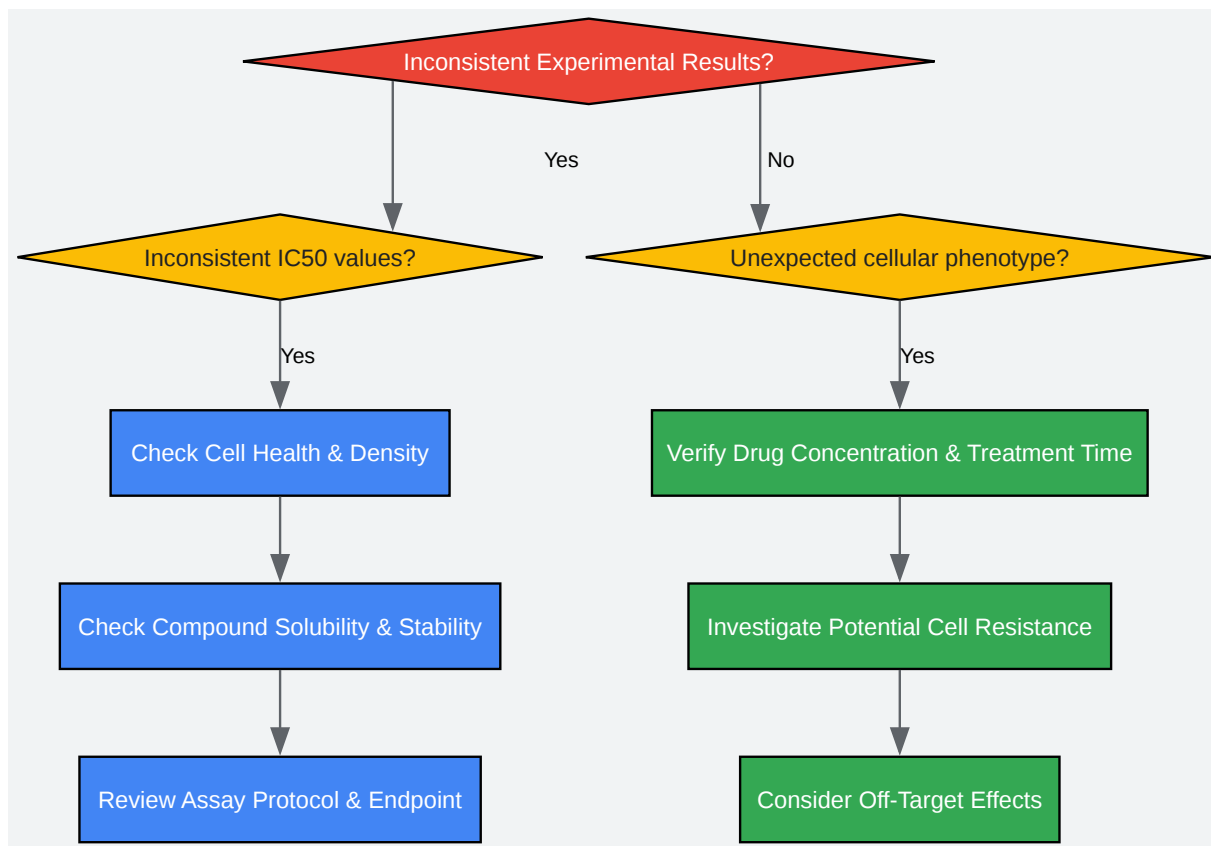 Inconsistent Experimental Results?
Yes
No
Inconsistent IC50 values?
Unexpected cellular phenotype?
Yes
Yes
Check Cell Health & Density
Verify Drug Concentration & Treatment Time
Check Compound Solubility & Stability
Investigate Potential Cell Resistance
Review Assay Protocol & Endpoint
Consider Off-Target Effects